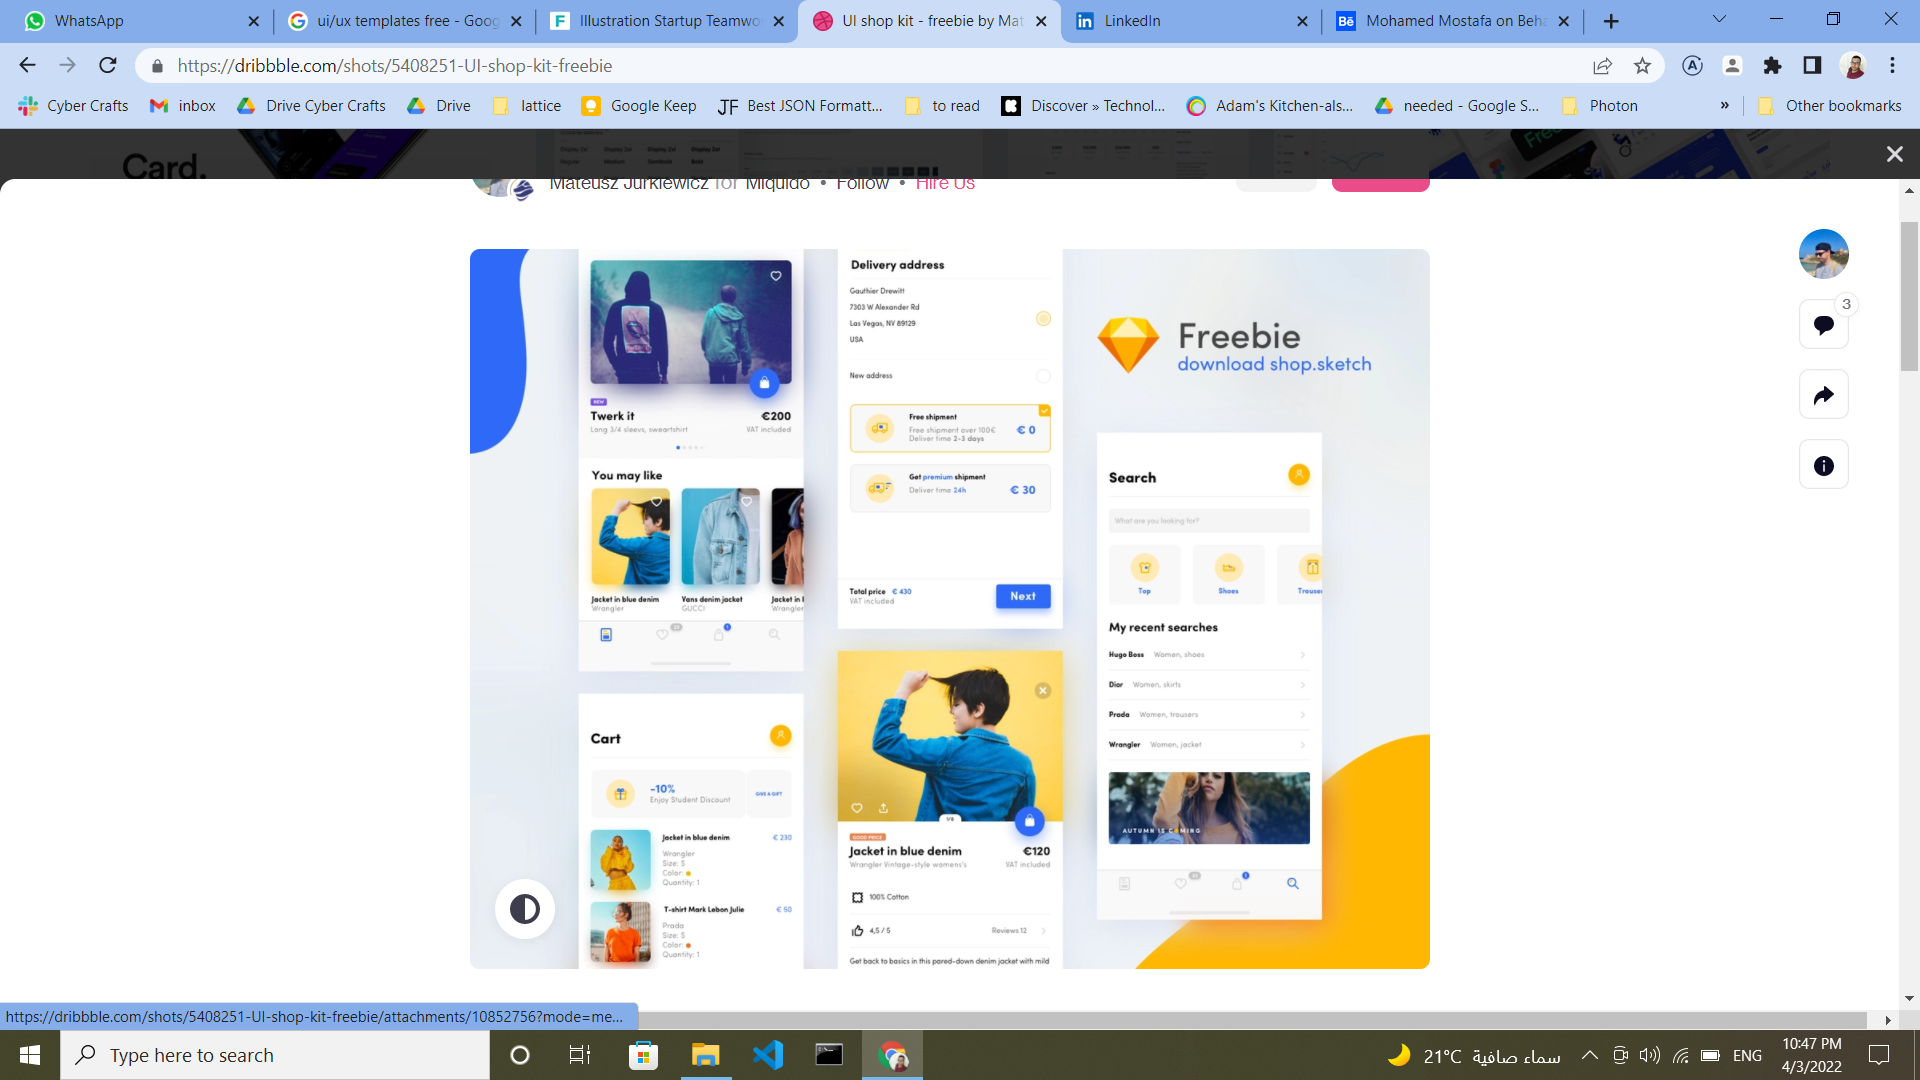 WhatsApp
ui/ux templates free - Goog
Illustration Startup Teamwo
UI shop kit - freebie by Mat
LinkedIn
Bē
Mohamed Mostafa on Beha
https://dribbble.com/shots/5408251-UI-shop-kit-freebie
Cyber Crafts
inbox
Drive Cyber Crafts
Drive
lattice
Google Keep
JF Best JSON Formatt...
to read
Discover » Technol...
Adam's Kitchen-als...
needed - Google S...
Photon
»
Other bookmarks
Card.
Mateusz Jurkiewicz for Miquido • Follow • Hire Us
3
Twerk it
€200
Long 3/4 sleevs, sweartshirt
VAT included
You may like
Jacket in blue denim
Wrangler
Vans denim jacket
GUCCI
Jacket in
Wrangler
Delivery address
Gauthier Drewitt
7303 W Alexander Rd
Las Vegas, NV 89129
USA
New address
Free shipment
Free shipment over 100€
Deliver time 2-3 days
€ 0
Get premium shipment
Deliver time 24h
€ 30
Total price € 430
VAT included
Next
Freebie
download shop.sketch
Search
What are you looking for?
Top
Shoes
Trouse
My recent searches
Hugo Boss Women, shoes
Dior Women, skirts
Prada Women, trousers
Wrangler Women, jacket
AUTUMN IS COMING
Cart
-10%
Enjoy Student Discount
GIVE A GIFT
Jacket in blue denim
€ 230
Wrangler
Size: S
Color:
Quantity: 1
T-shirt Mark Lebon Julie
€ 50
Prada
Size: S
Color:
Quantity: 1
1/8
GOOD PRICE
Jacket in blue denim
€120
Wrangler Vintage-style womens's
VAT included
100% Cotton
4,5 / 5
Reviews 12
Get back to basics in this pared-down denim jacket with mild
https://dribbble.com/shots/5408251-UI-shop-kit-freebie/attachments/10852756?mode=me...
Type here to search
21°C سماء صافية
ENG
10:47 PM
4/3/2022